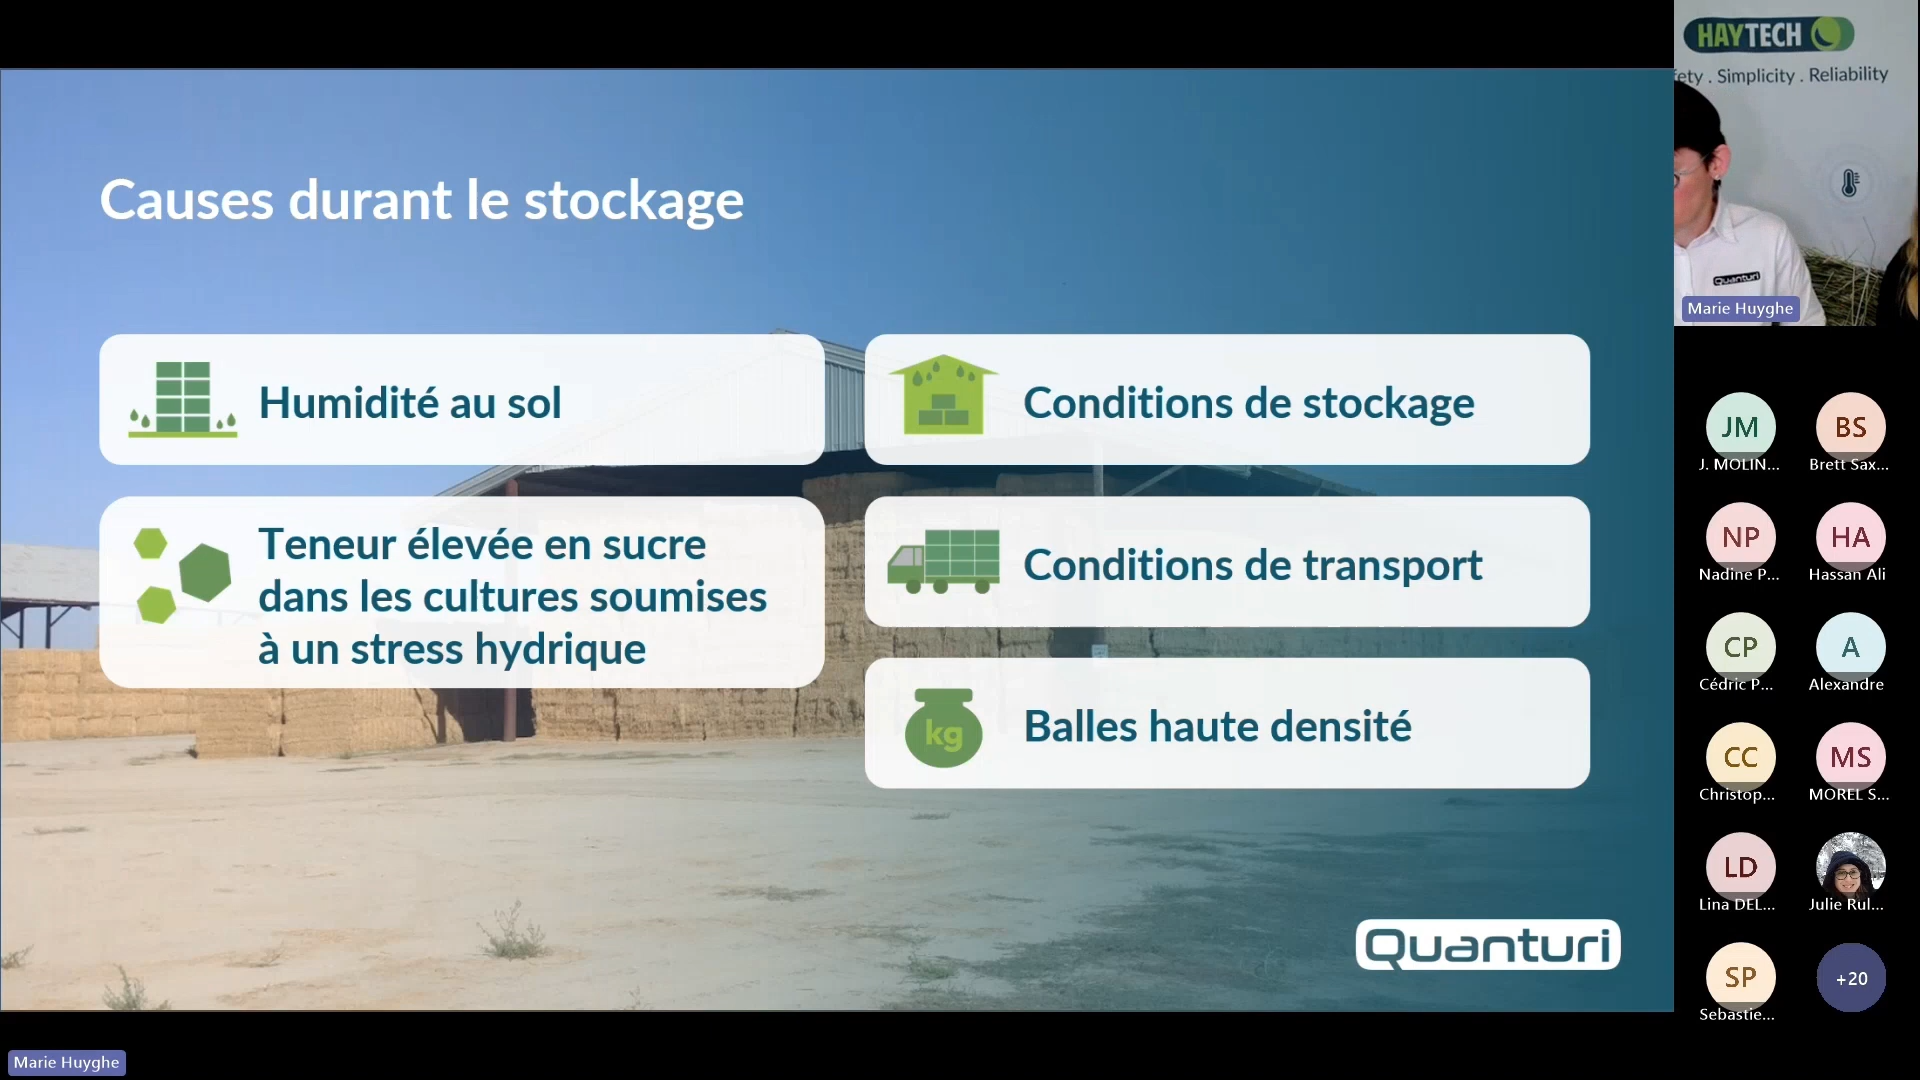 Causes durant le stockage
Humidité au sol
Teneur élevée en sucre
dans les cultures soumises
à un stress hydrique
Conditions de stockage
Conditions de transport
kg
Balles haute densité
Quanturi
Marie Huyghe
HAYTECH
ety . Simplicity . Reliability
Quanturi
Marie Huyghe
JM
J. MOLIN...
BS
Brett Sax...
NP
Nadine P...
HA
Hassan Ali
CP
Cédric P...
A
Alexandre
CC
Christop...
MS
MOREL S...
LD
Lina DEL...
Julie Rul...
SP
Sebastie...
+20